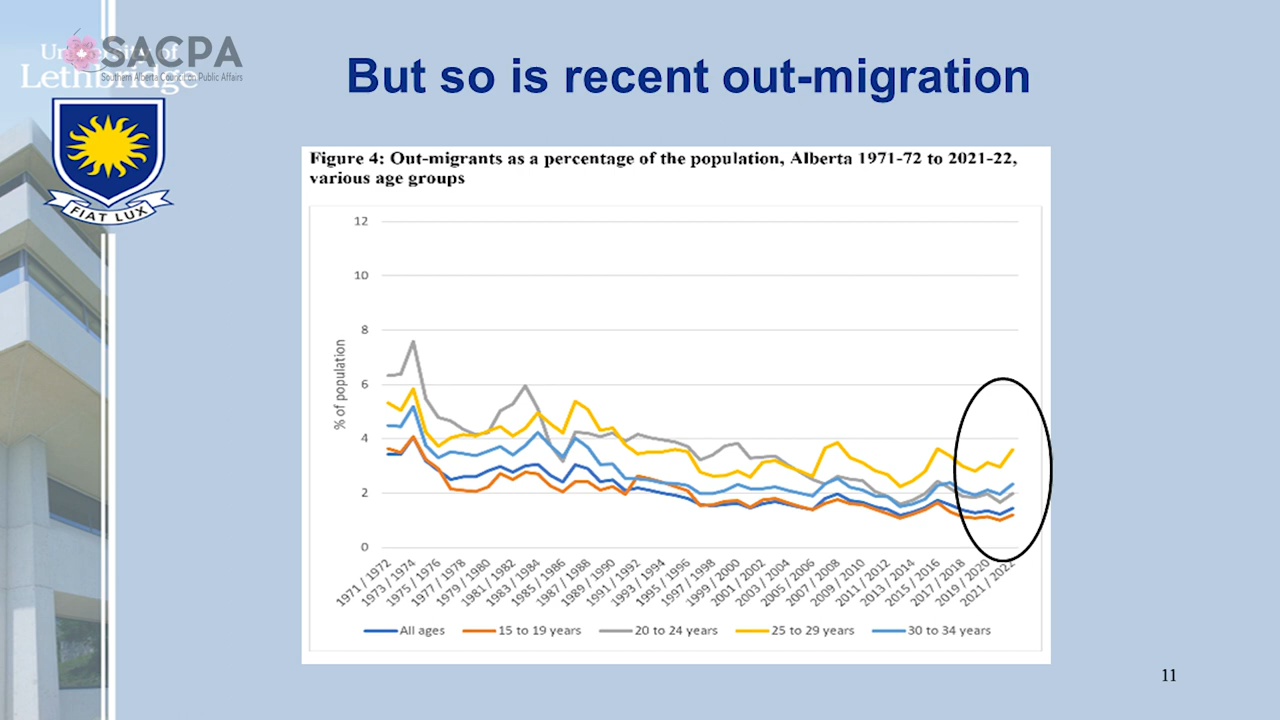 University of
Lethbridge
SACPA
Southern Alberta Council on Public Affairs
FIAT LUX
But so is recent out-migration
Figure 4: Out-migrants as a percentage of the population, Alberta 1971-72 to 2021-22,
various age groups
12
10
8
6
4
2
0
% of population
1971 / 1972
1973 / 1974
1975 / 1976
1977 / 1978
1979 / 1980
1981 / 1982
1983 / 1984
1985 / 1986
1987 / 1988
1989 / 1990
1991 / 1992
1993 / 1994
1995 / 1996
1997 / 1998
1999 / 2000
2001 / 2002
2003 / 2004
2005 / 2006
2007 / 2008
2009 / 2010
2011 / 2012
2013 / 2014
2015 / 2016
2017 / 2018
2019 / 2020
2021 / 2022
All ages
15 to 19 years
20 to 24 years
25 to 29 years
30 to 34 years
11